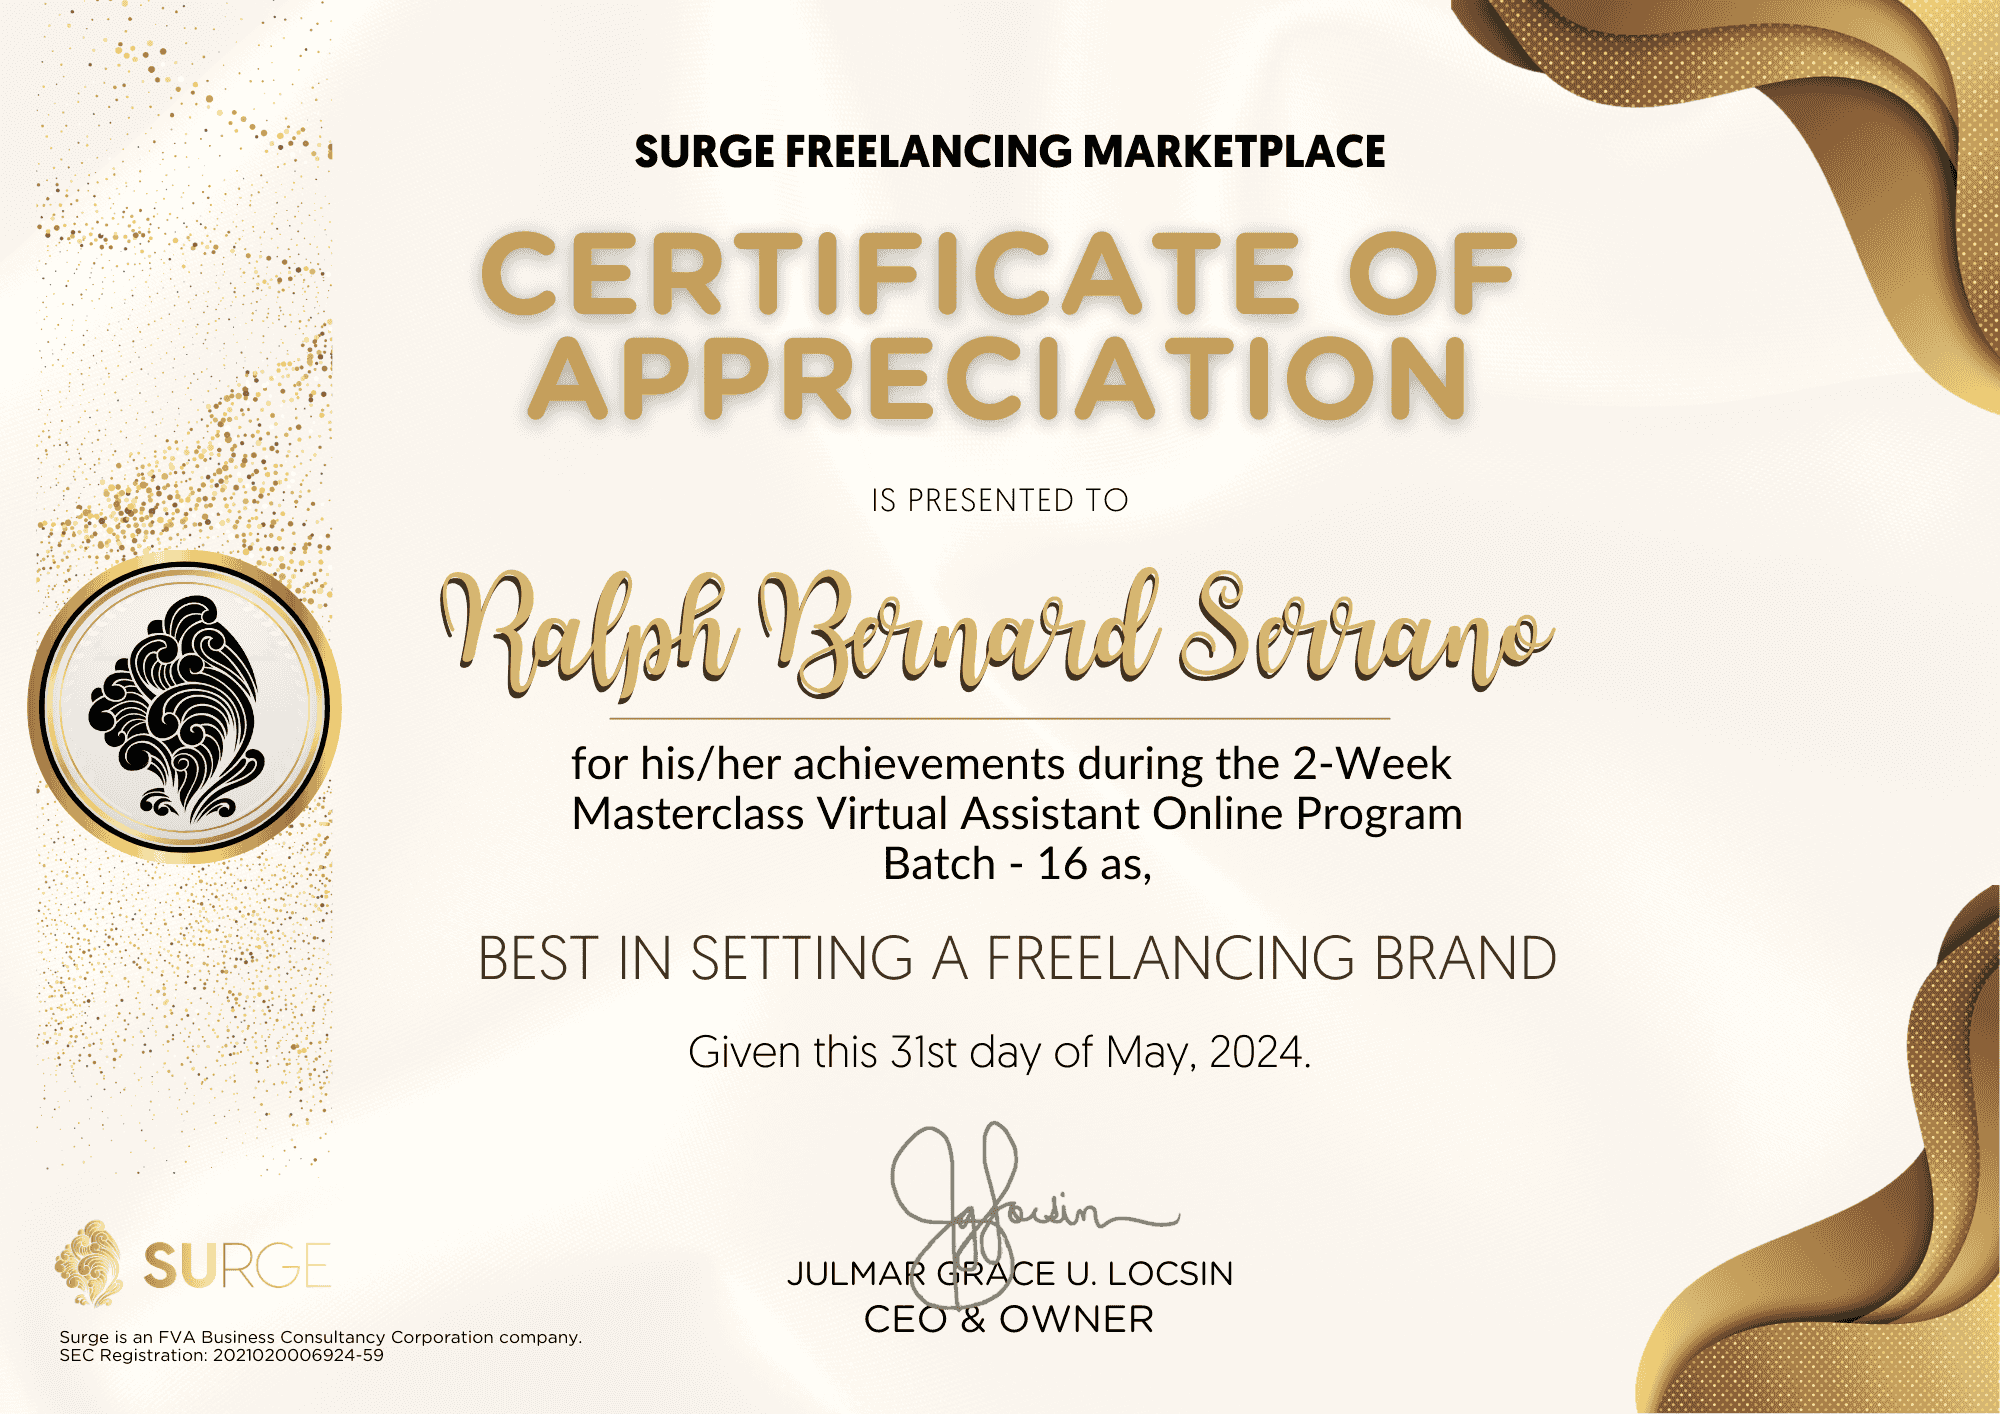 SURGE FREELANCING MARKETPLACE
CERTIFICATE OF
APPRECIATION
IS PRESENTED TO
Ralph Bernard Serrano
for his/her achievements during the 2-Week
Masterclass Virtual Assistant Online Program
Batch - 16 as,
BEST IN SETTING A FREELANCING BRAND
Given this 31st day of May, 2024.
JgLocsin
JULMAR GRACE U. LOCSIN
CEO & OWNER
SURGE
Surge is an FVA Business Consultancy Corporation company.
SEC Registration: 2021020006924-59